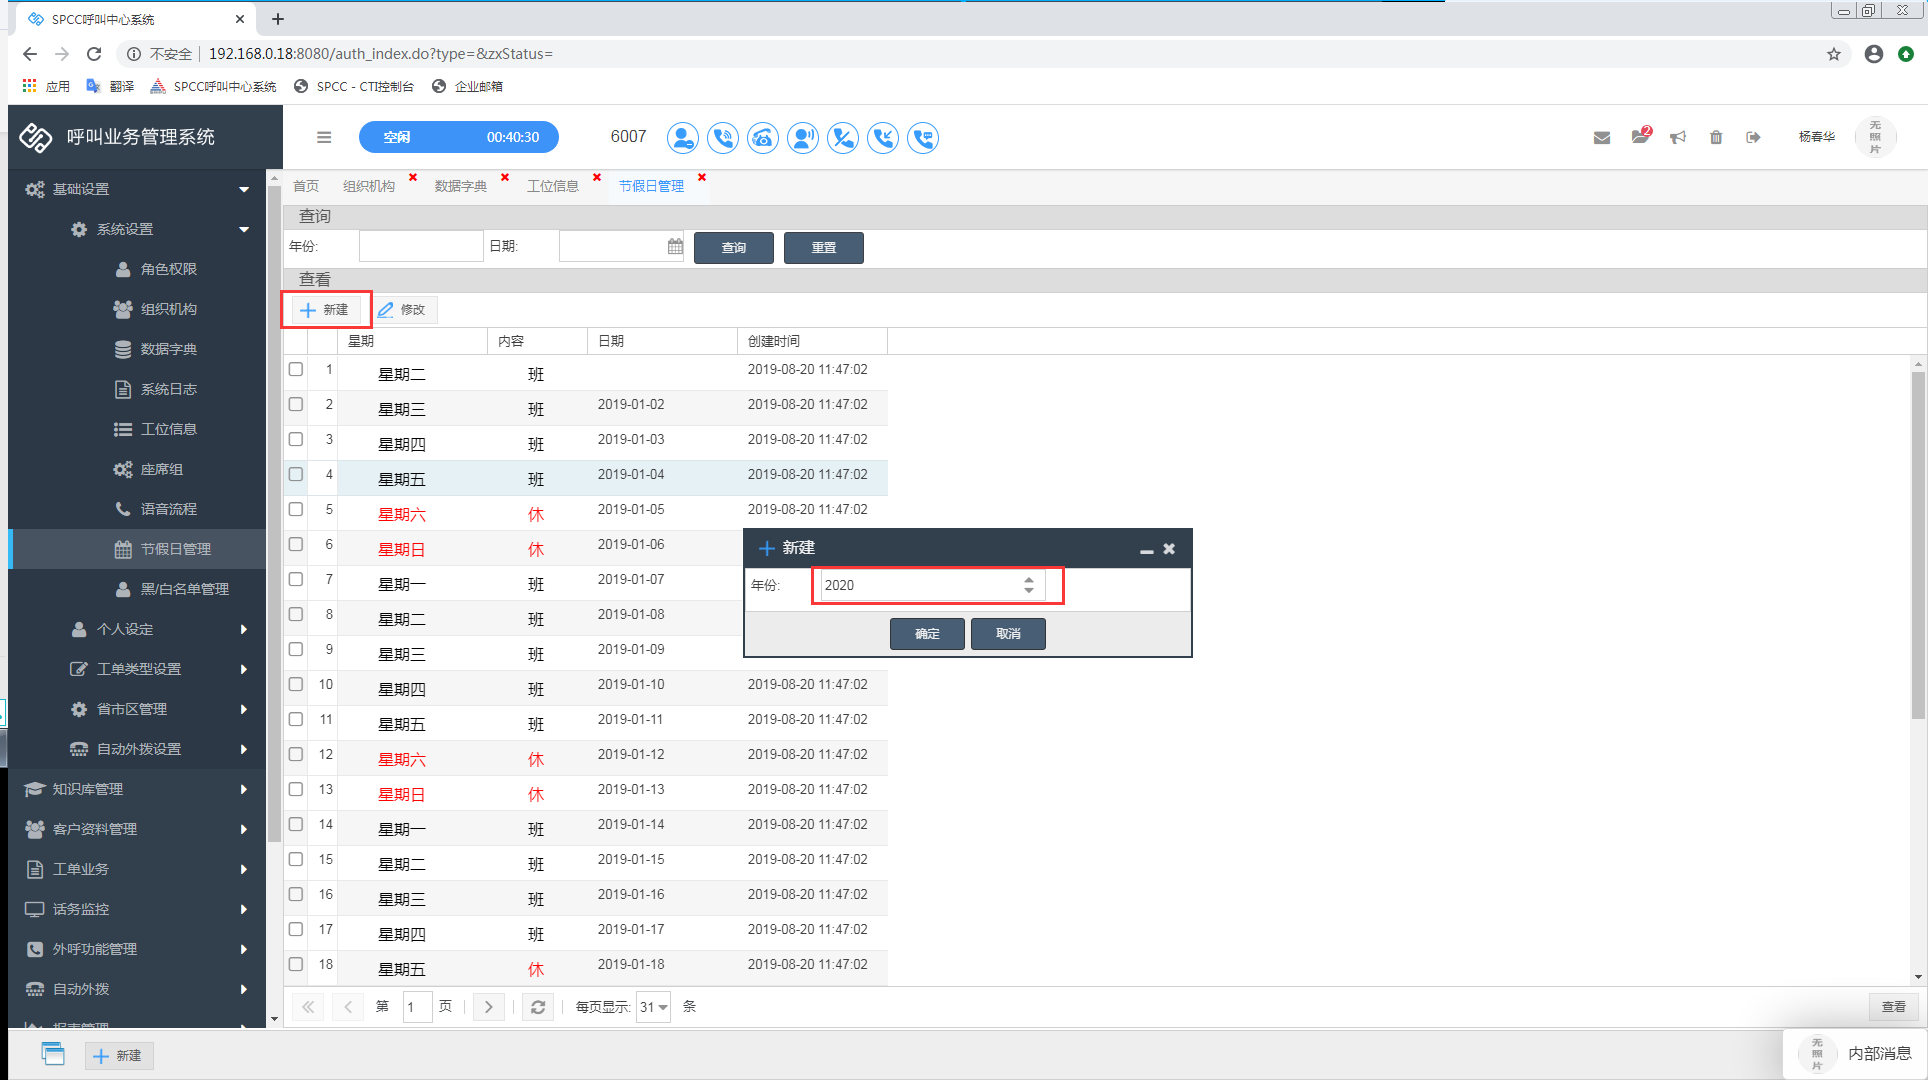 SPCC呼叫中心系统
不安全 192.168.0.18:8080/auth_index.do?type=&zxStatus=
应用 翻译 SPCC呼叫中心系统 SPCC - CTI控制台 企业邮箱
呼叫业务管理系统
空闲 00:40:30 6007 2 杨春华 无照片
基础设置
系统设置
角色权限
组织机构
数据字典
系统日志
工位信息
座席组
语音流程
节假日管理
黑/白名单管理
个人设定
工单类型设置
省市区管理
自动外拨设置
知识库管理
客户资料管理
工单业务
话务监控
外呼功能管理
自动外拨
报表管理
首页 组织机构 数据字典 工位信息 节假日管理
查询
年份: 日期: 查询 重置
查看
新建 修改
星期 内容 日期 创建时间
1 星期二 班 2019-08-20 11:47:02
2 星期三 班 2019-01-02 2019-08-20 11:47:02
3 星期四 班 2019-01-03 2019-08-20 11:47:02
4 星期五 班 2019-01-04 2019-08-20 11:47:02
5 星期六 休 2019-01-05 2019-08-20 11:47:02
6 星期日 休 2019-01-06
7 星期一 班 2019-01-07
8 星期二 班 2019-01-08
9 星期三 班 2019-01-09
10 星期四 班 2019-01-10 2019-08-20 11:47:02
11 星期五 班 2019-01-11 2019-08-20 11:47:02
12 星期六 休 2019-01-12 2019-08-20 11:47:02
13 星期日 休 2019-01-13 2019-08-20 11:47:02
14 星期一 班 2019-01-14 2019-08-20 11:47:02
15 星期二 班 2019-01-15 2019-08-20 11:47:02
16 星期三 班 2019-01-16 2019-08-20 11:47:02
17 星期四 班 2019-01-17 2019-08-20 11:47:02
18 星期五 休 2019-01-18 2019-08-20 11:47:02
新建
年份: 2020
确定 取消
第 1 页 每页显示: 31 条 查看
新建
无照片 内部消息